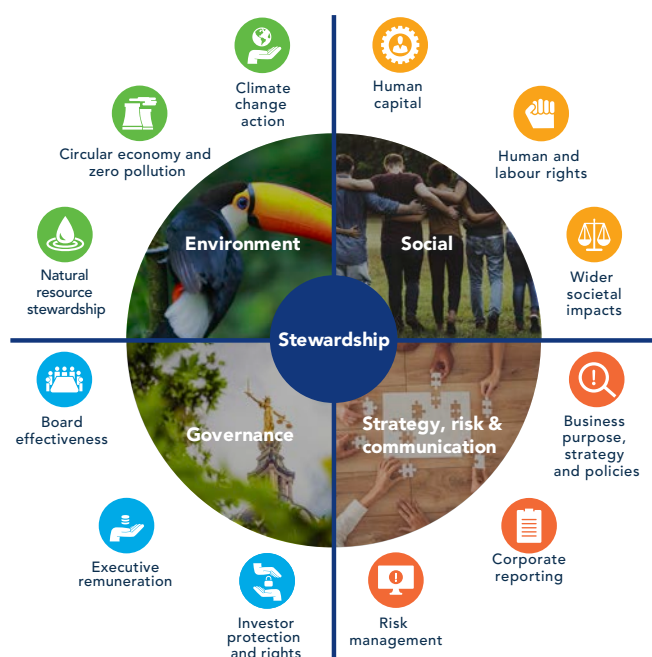 Climate
change
action
Human
capital
Circular economy and
zero pollution
Human and
labour rights
Natural
resource
stewardship
Environment
Social
Wider
societal
impacts
Stewardship
Board
effectiveness
Governance
Strategy, risk &
communication
Business
purpose,
strategy
and policies
Executive
remuneration
Corporate
reporting
Investor
protection
and rights
Risk
management